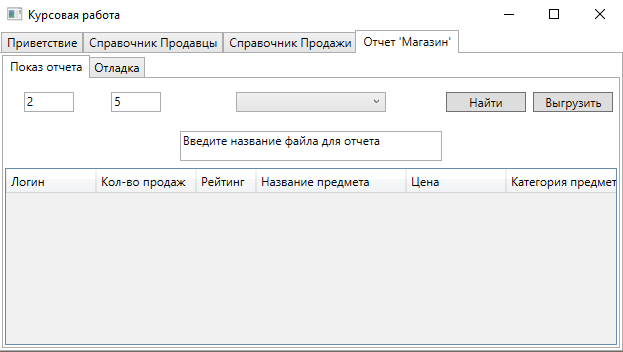 Курсовая работа
Приветствие Справочник Продавцы Справочник Продажи Отчет 'Магазин'
Показ отчета Отладка
2 5 Найти Выгрузить
Введите название файла для отчета
Логин Кол-во продаж Рейтинг Название предмета Цена Категория предмет